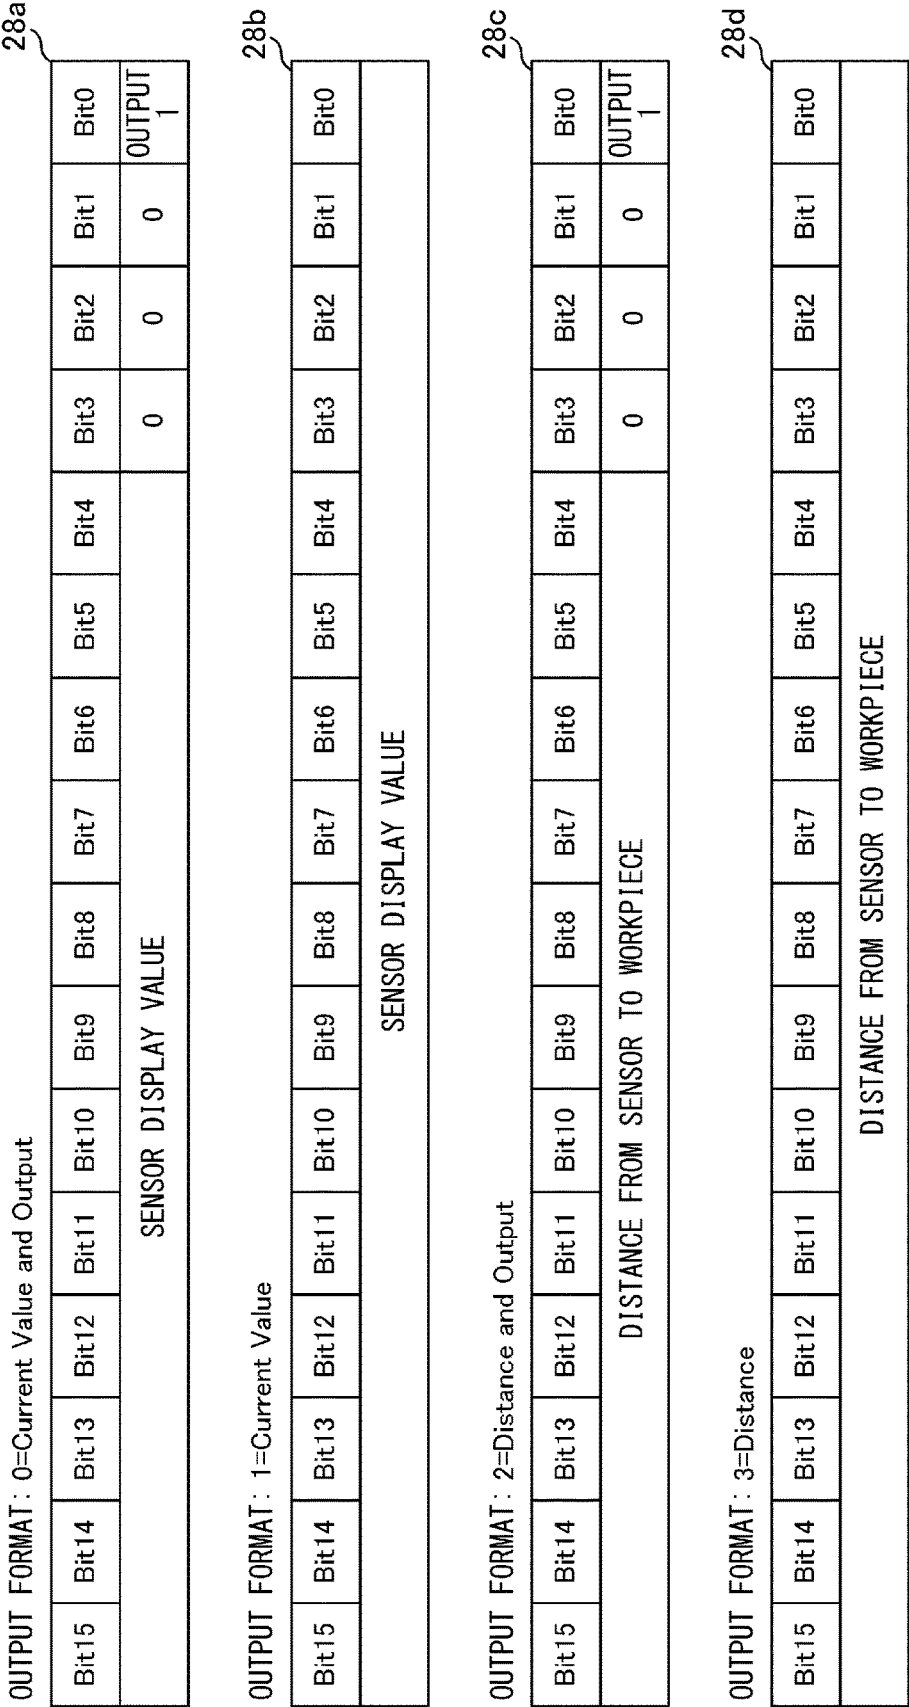 28a
OUTPUT FORMAT: 0=Current Value and Output
Bit15 Bit14 Bit13 Bit12 Bit11 Bit10 Bit9 Bit8 Bit7 Bit6 Bit5 Bit4 Bit3 Bit2 Bit1 Bit0
SENSOR DISPLAY VALUE 0 0 0 OUTPUT
1
28b
OUTPUT FORMAT: 1=Current Value
Bit15 Bit14 Bit13 Bit12 Bit11 Bit10 Bit9 Bit8 Bit7 Bit6 Bit5 Bit4 Bit3 Bit2 Bit1 Bit0
SENSOR DISPLAY VALUE
28c
OUTPUT FORMAT: 2=Distance and Output
Bit15 Bit14 Bit13 Bit12 Bit11 Bit10 Bit9 Bit8 Bit7 Bit6 Bit5 Bit4 Bit3 Bit2 Bit1 Bit0
DISTANCE FROM SENSOR TO WORKPIECE 0 0 0 OUTPUT
1
28d
OUTPUT FORMAT: 3=Distance
Bit15 Bit14 Bit13 Bit12 Bit11 Bit10 Bit9 Bit8 Bit7 Bit6 Bit5 Bit4 Bit3 Bit2 Bit1 Bit0
DISTANCE FROM SENSOR TO WORKPIECE